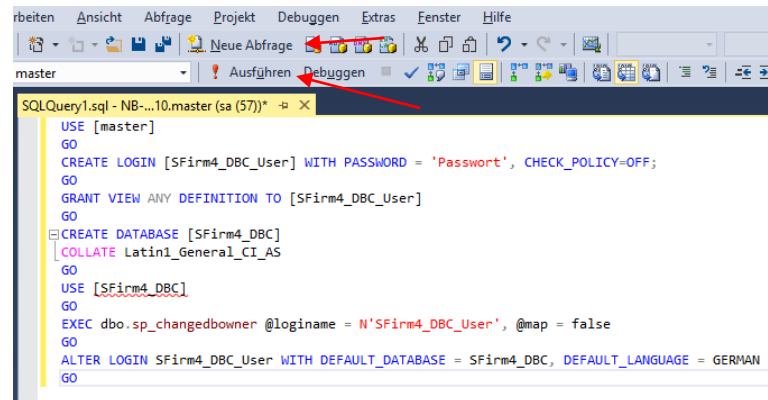 rbeiten Ansicht Abfrage Projekt Debuggen Extras Fenster Hilfe
Neue Abfrage
master Ausführen Debuggen
SQLQuery1.sql - NB-...10.master (sa (57))*
USE [master]
GO
CREATE LOGIN [SFirm4_DBC_User] WITH PASSWORD = 'Passwort', CHECK_POLICY=OFF;
GO
GRANT VIEW ANY DEFINITION TO [SFirm4_DBC_User]
GO
CREATE DATABASE [SFirm4_DBC]
COLLATE Latin1_General_CI_AS
GO
USE [SFirm4_DBC]
GO
EXEC dbo.sp_changedbowner @loginame = N'SFirm4_DBC_User', @map = false
GO
ALTER LOGIN SFirm4_DBC_User WITH DEFAULT_DATABASE = SFirm4_DBC, DEFAULT_LANGUAGE = GERMAN
GO